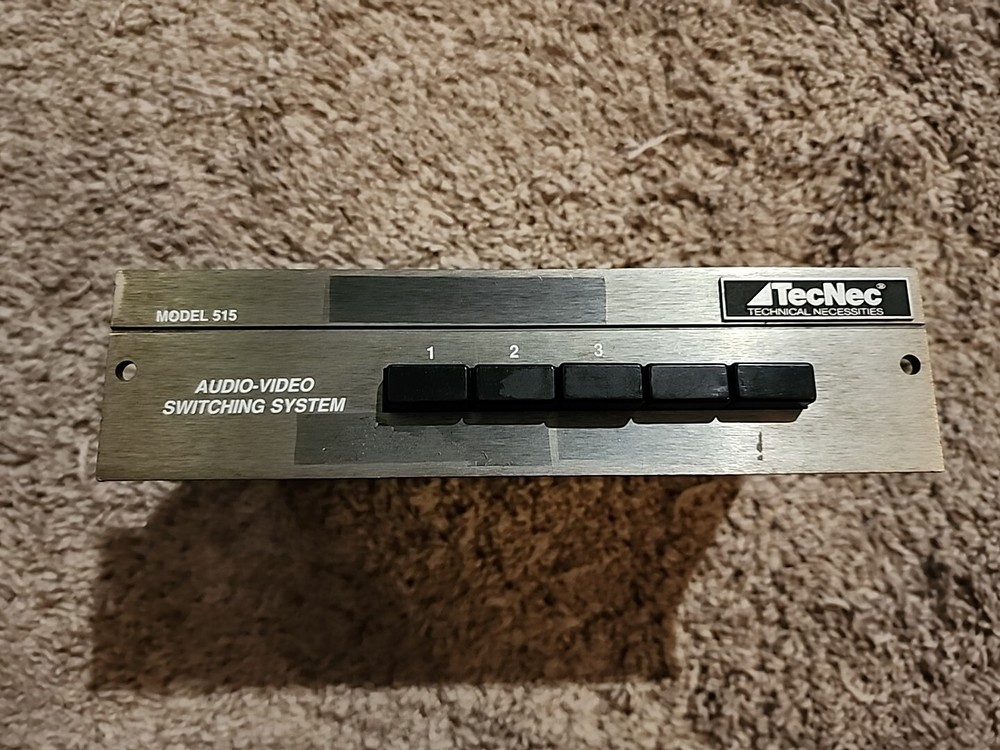 MODEL 515
TecNec®
TECHNICAL NECESSITIES
1 2 3
AUDIO-VIDEO
SWITCHING SYSTEM